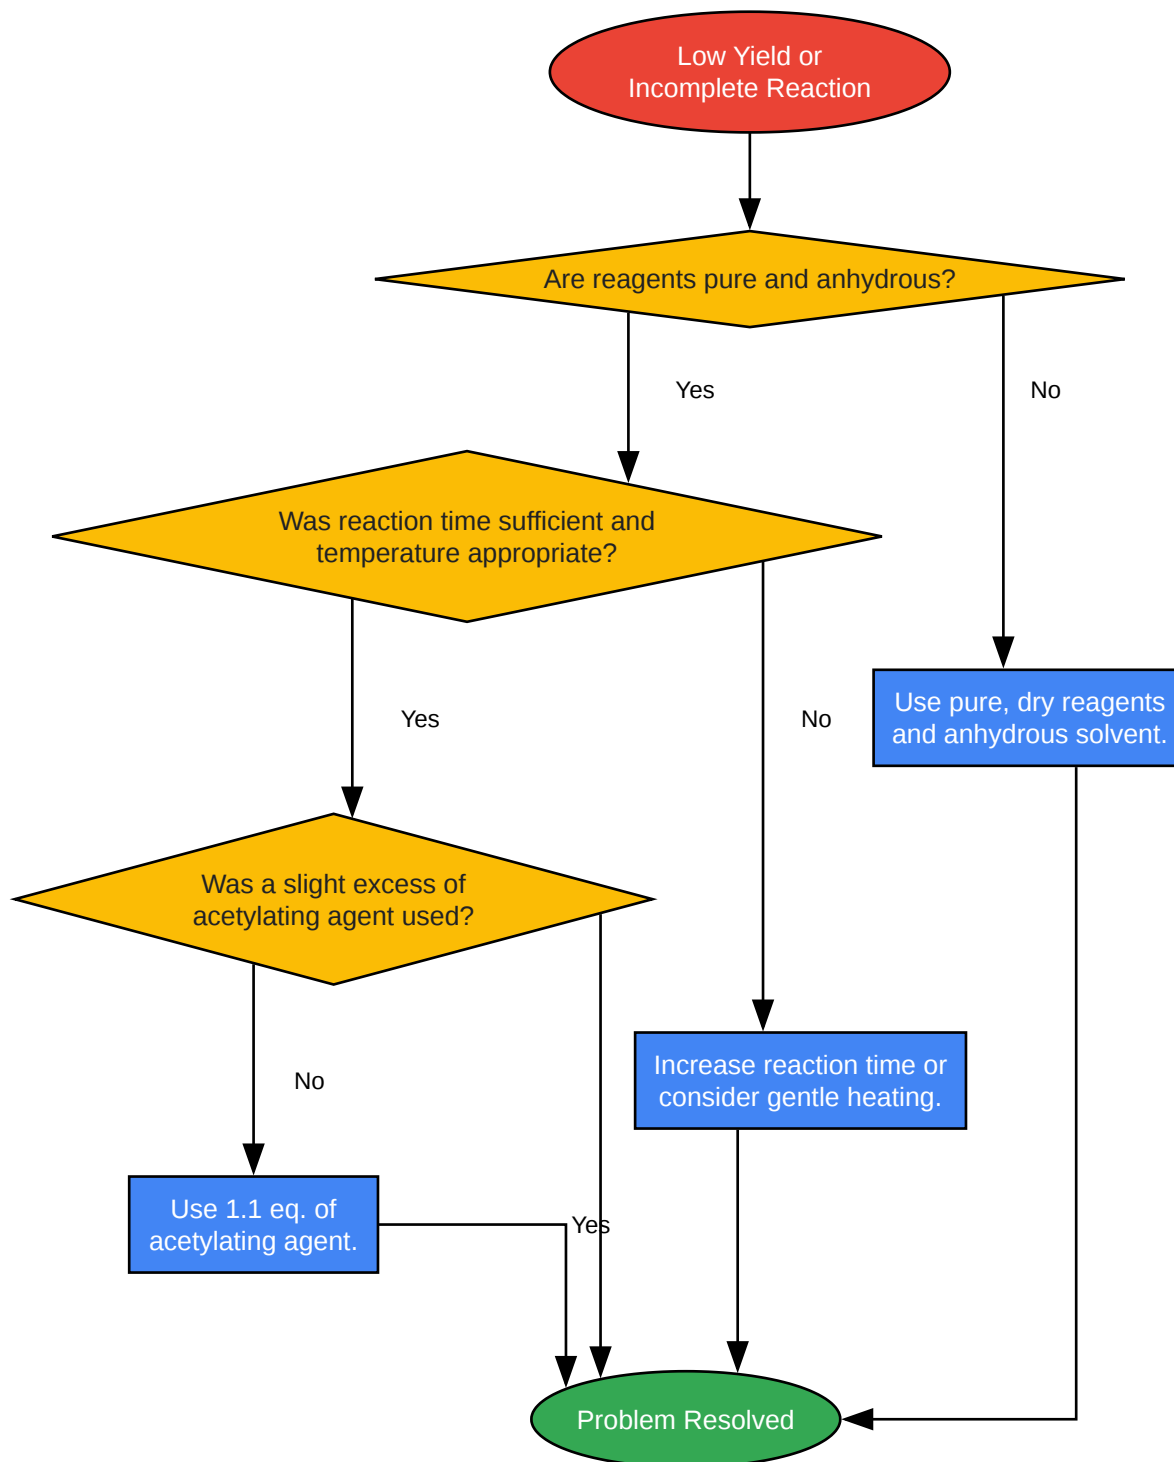 Low Yield or
Incomplete Reaction
Are reagents pure and anhydrous?
Yes
No
Was reaction time sufficient and
temperature appropriate?
Use pure, dry reagents
and anhydrous solvent.
Yes
No
Was a slight excess of
acetylating agent used?
No
Increase reaction time or
consider gentle heating.
Use 1.1 eq. of
acetylating agent.
Yes
Problem Resolved